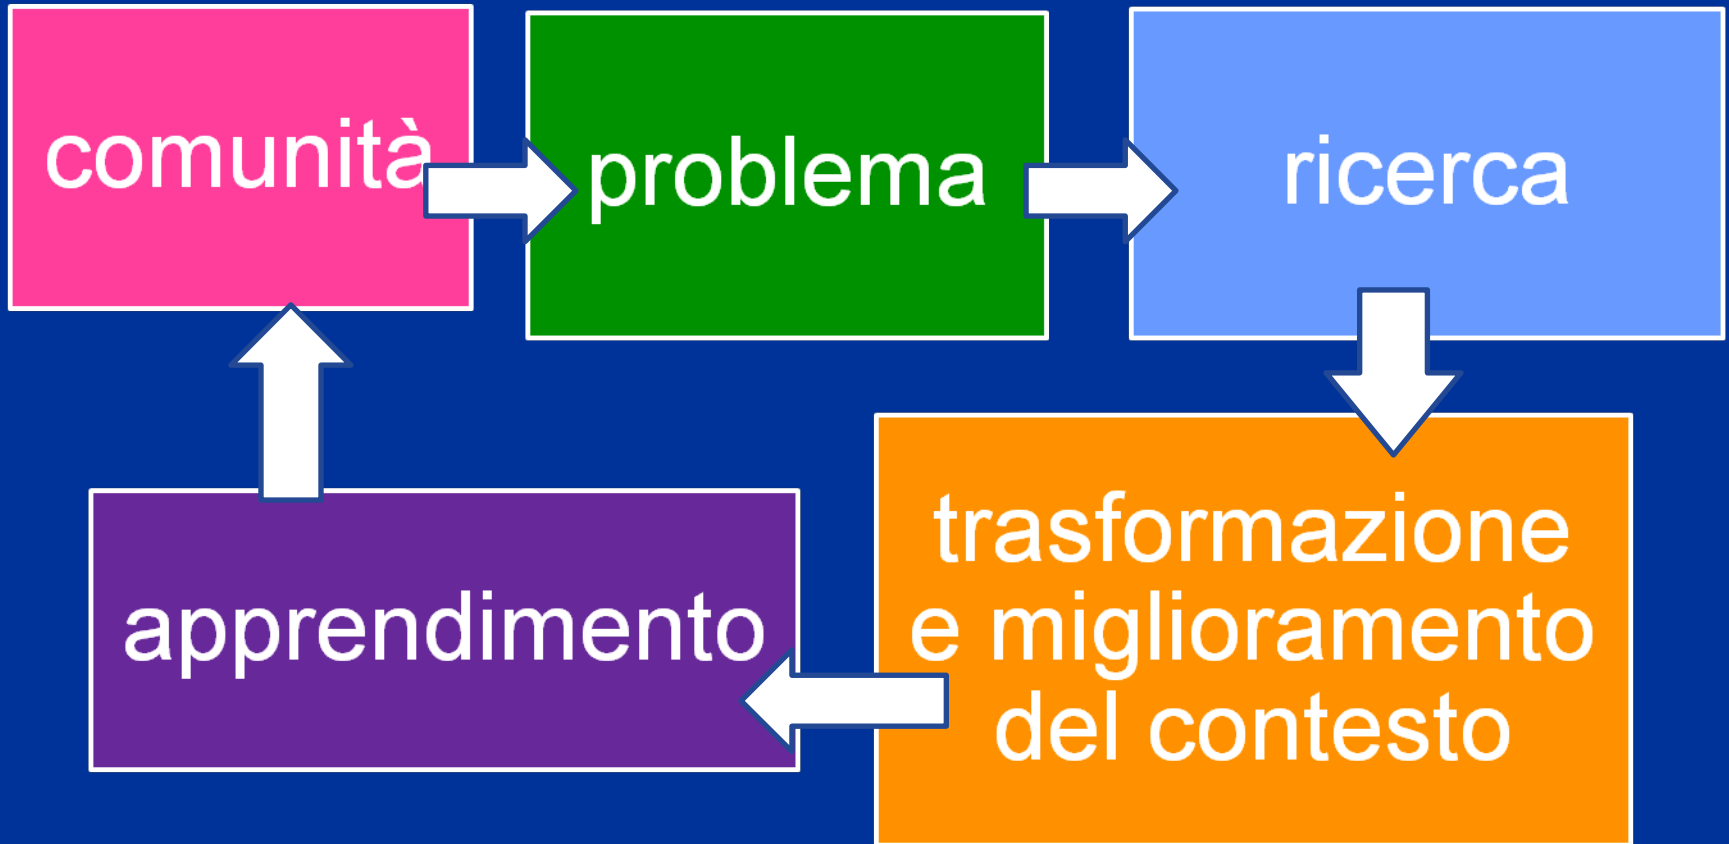 comunità
problema
ricerca
trasformazione
e miglioramento
del contesto
apprendimento